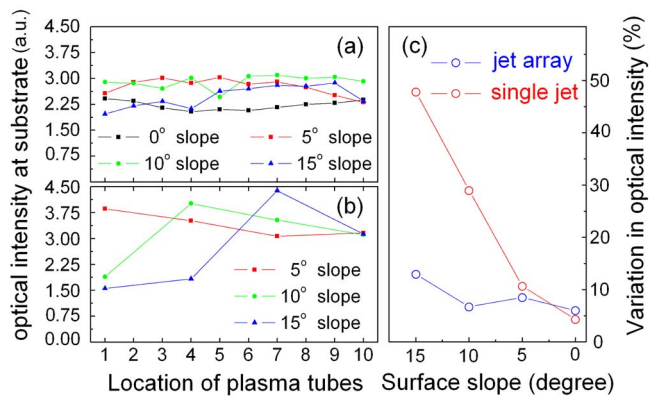 optical intensity at substrate (a.u.)
4.50
3.75
3.00
2.25
1.50
0.75
(a)
0° slope
5° slope
10° slope
15° slope
4.50
3.75
3.00
2.25
1.50
0.75
0.00
(b)
5° slope
10° slope
15° slope
1 2 3 4 5 6 7 8 9 10
Location of plasma tubes
(c)
jet array
single jet
50
40
30
20
10
0
Variation in optical intensity (%)
15 10 5 0
Surface slope (degree)